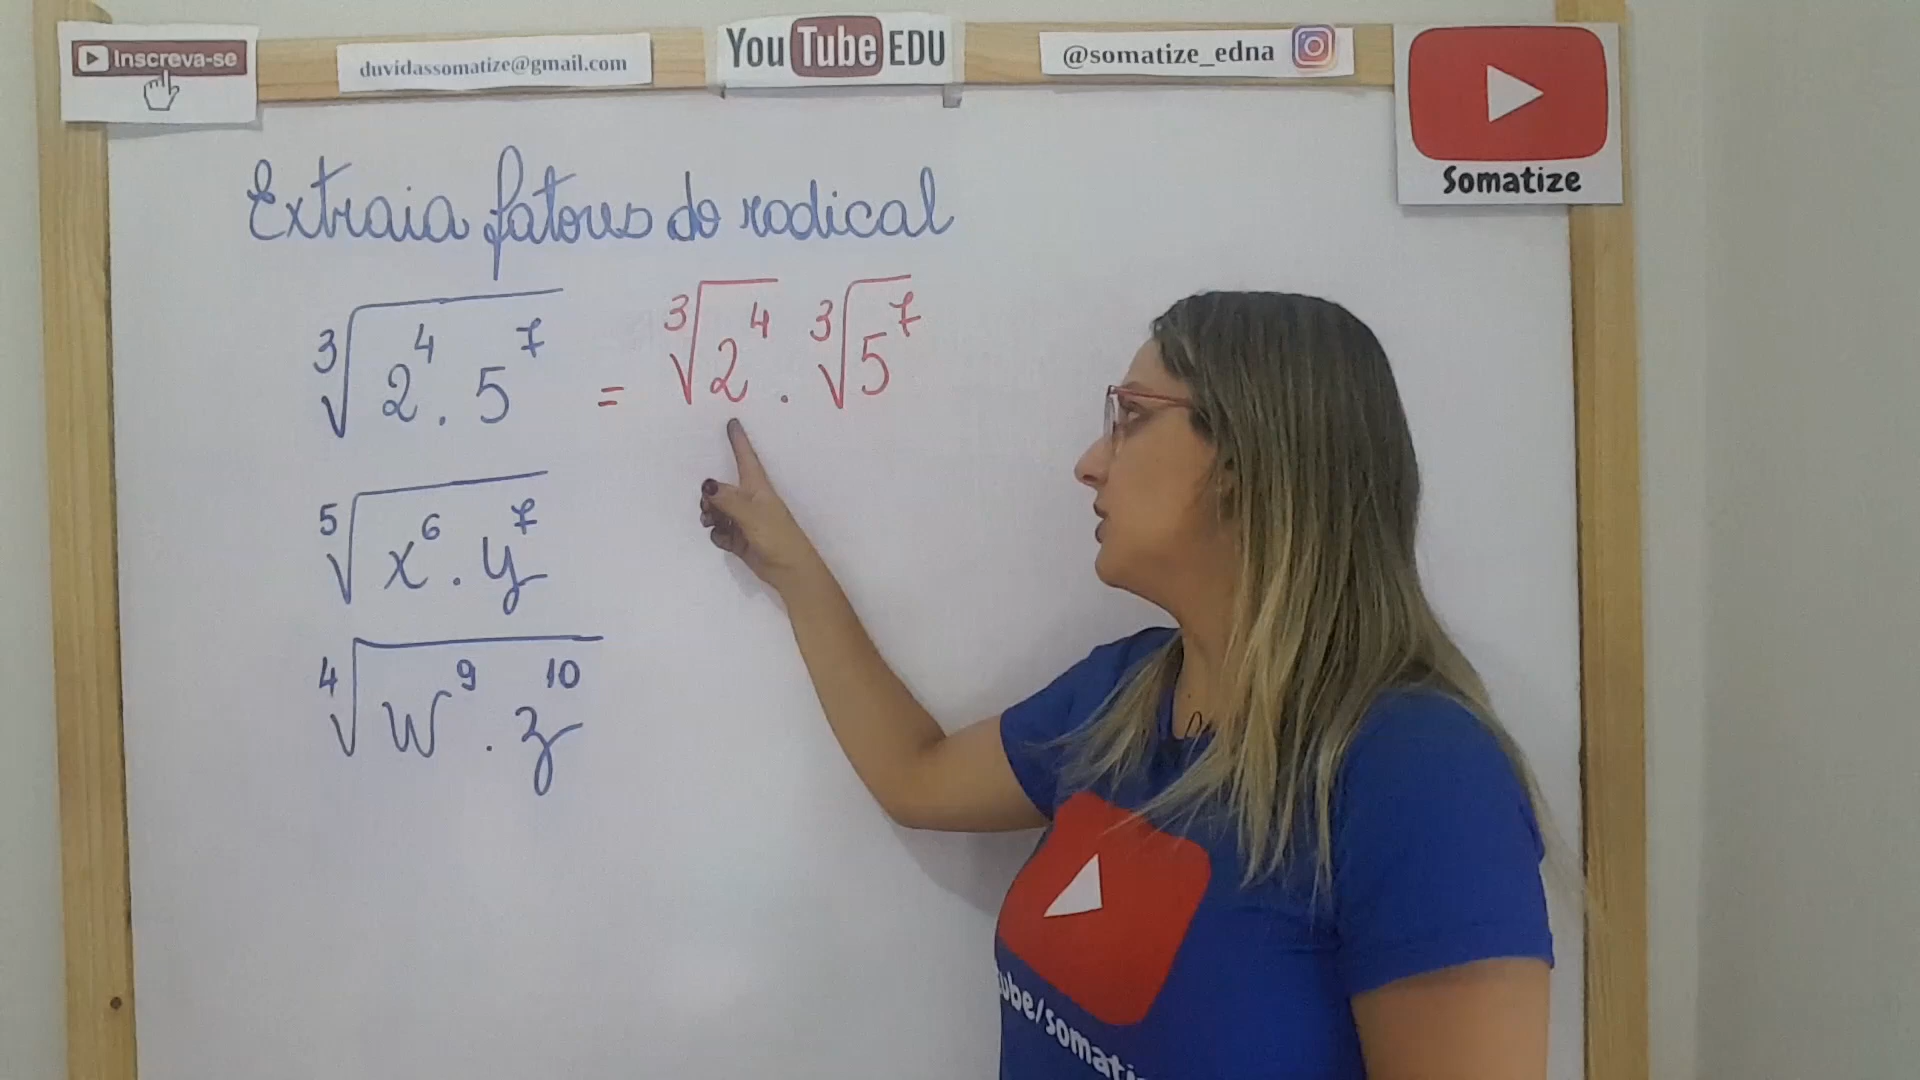 Inscreva-se
duvidassomatize@gmail.com
YouTube EDU
@somatize_edna
Somatize
Extraia fatores do radical
∛(2⁴ . 5⁷) = ∛(2⁴) . ∛(5⁷)
⁵√(x⁶ . y⁷)
⁴√(w⁹ . z¹⁰)